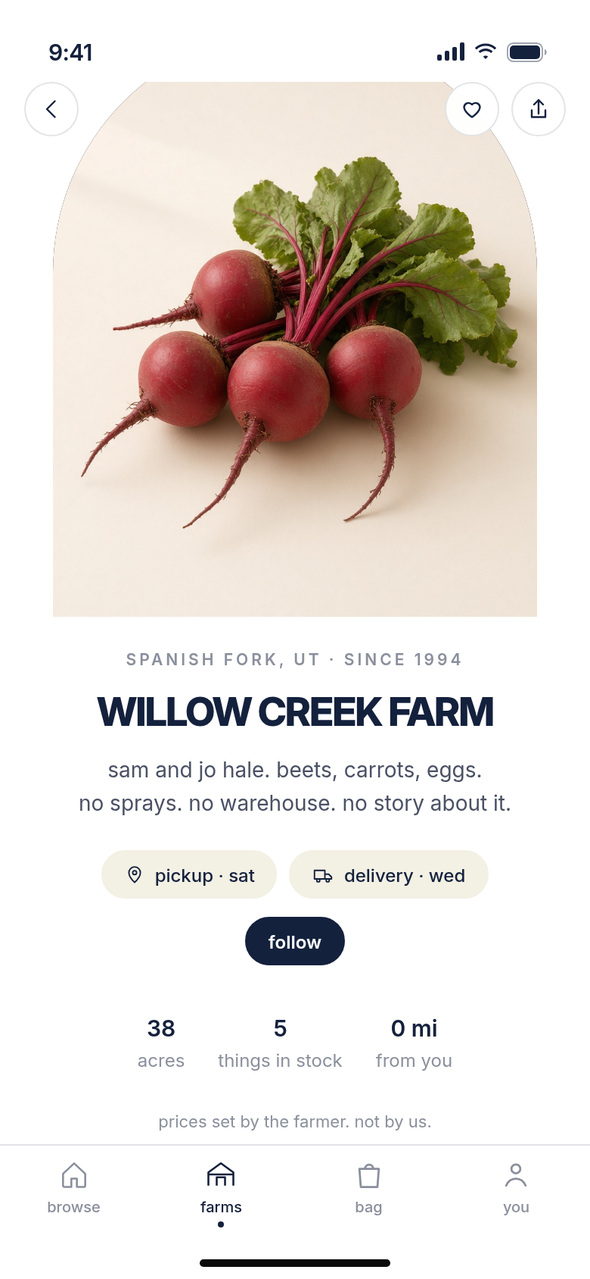 9:41
SPANISH FORK, UT · SINCE 1994
WILLOW CREEK FARM
sam and jo hale. beets, carrots, eggs.
no sprays. no warehouse. no story about it.
pickup · sat
delivery · wed
follow
38
acres
5
things in stock
0 mi
from you
prices set by the farmer. not by us.
browse
farms
bag
you